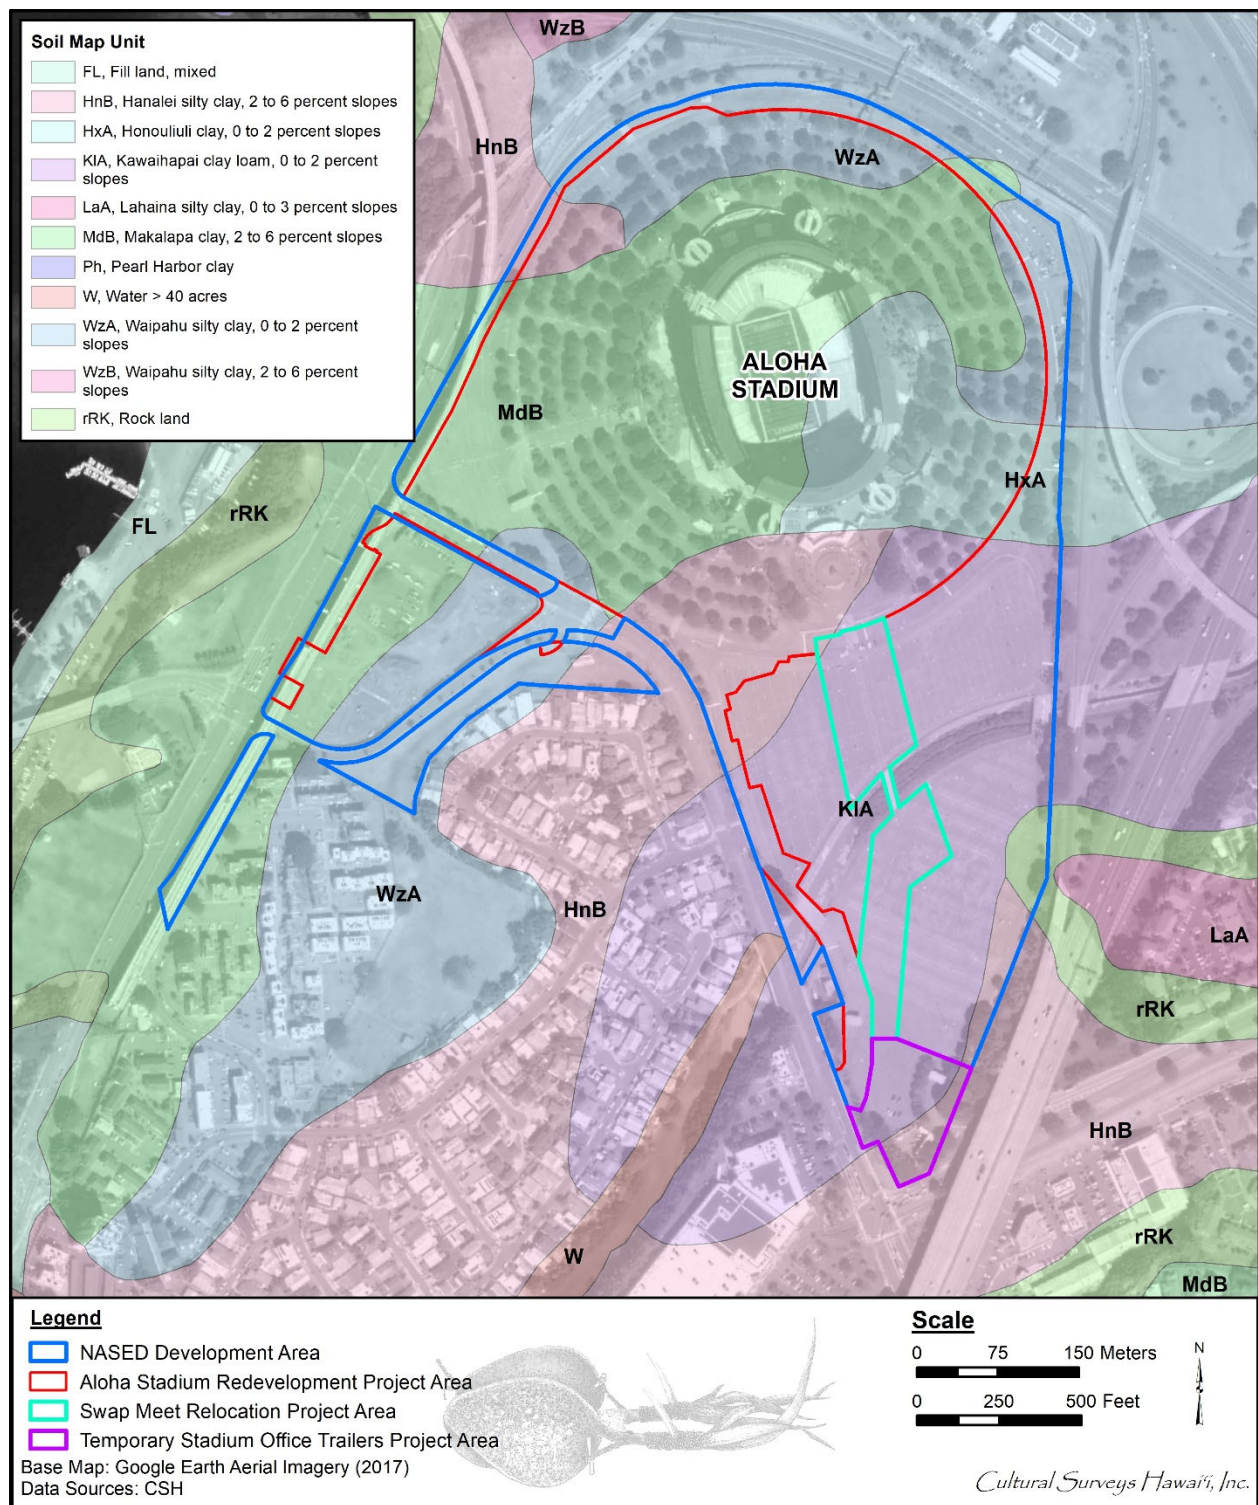 Soil Map Unit
FL, Fill land, mixed
HnB, Hanalei silty clay, 2 to 6 percent slopes
HxA, Honouliuli clay, 0 to 2 percent slopes
KlA, Kawaihapai clay loam, 0 to 2 percent
slopes
LaA, Lahaina silty clay, 0 to 3 percent slopes
MdB, Makalapa clay, 2 to 6 percent slopes
Ph, Pearl Harbor clay
W, Water > 40 acres
WzA, Waipahu silty clay, 0 to 2 percent
slopes
WzB, Waipahu silty clay, 2 to 6 percent
slopes
rRK, Rock land
WzB
HnB
WzA
ALOHA
STADIUM
MdB
HxA
rRK
FL
KlA
WzA
HnB
LaA
rRK
HnB
rRK
W
MdB
Legend
NASED Development Area
Aloha Stadium Redevelopment Project Area
Swap Meet Relocation Project Area
Temporary Stadium Office Trailers Project Area
Base Map: Google Earth Aerial Imagery (2017)
Data Sources: CSH
Scale
0 75 150 Meters
0 250 500 Feet
N
Cultural Surveys Hawaiʻi, Inc.